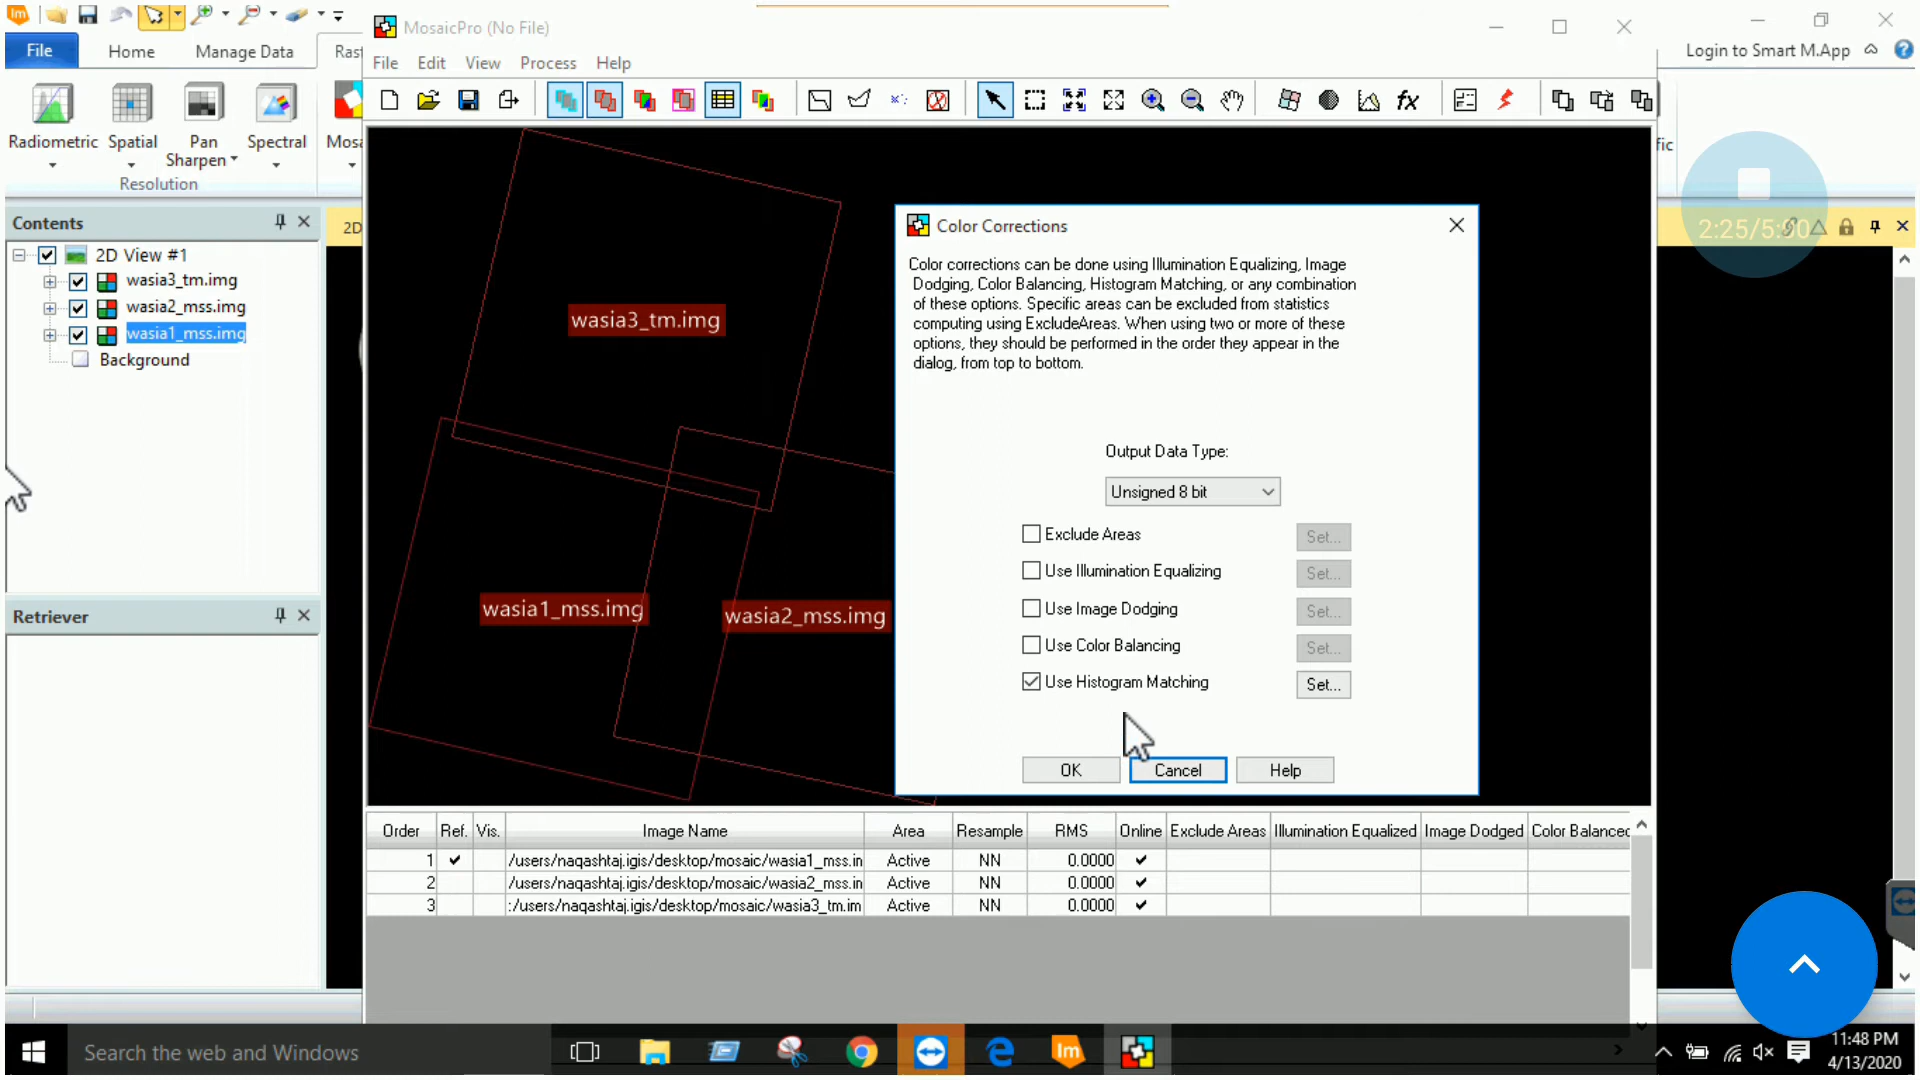 MosaicPro (No File)
File Home Manage Data Ras
File Edit View Process Help
Login to Smart M.App
Radiometric Spatial Pan Sharpen Spectral Mosa
Resolution
fic
Contents
2D
2D View #1
wasia3_tm.img
wasia2_mss.img
wasia1_mss.img
Background
Retriever
wasia3_tm.img
wasia1_mss.img
wasia2_mss.img
2:25/5:00
Color Corrections
Color corrections can be done using Illumination Equalizing, Image
Dodging, Color Balancing, Histogram Matching, or any combination
of these options. Specific areas can be excluded from statistics
computing using ExcludeAreas. When using two or more of these
options, they should be performed in the order they appear in the
dialog, from top to bottom.
Output Data Type:
Unsigned 8 bit
Exclude Areas Set...
Use Illumination Equalizing Set...
Use Image Dodging Set...
Use Color Balancing Set...
Use Histogram Matching Set...
OK Cancel Help
Order Ref. Vis. Image Name Area Resample RMS Online Exclude Areas Illumination Equalized Image Dodged Color Balanced
1 /users/naqashtaj.igis/desktop/mosaic/wasia1_mss.in Active NN 0.0000
2 /users/naqashtaj.igis/desktop/mosaic/wasia2_mss.in Active NN 0.0000
3 :/users/naqashtaj.igis/desktop/mosaic/wasia3_tm.im Active NN 0.0000
Search the web and Windows
11:48 PM
4/13/2020